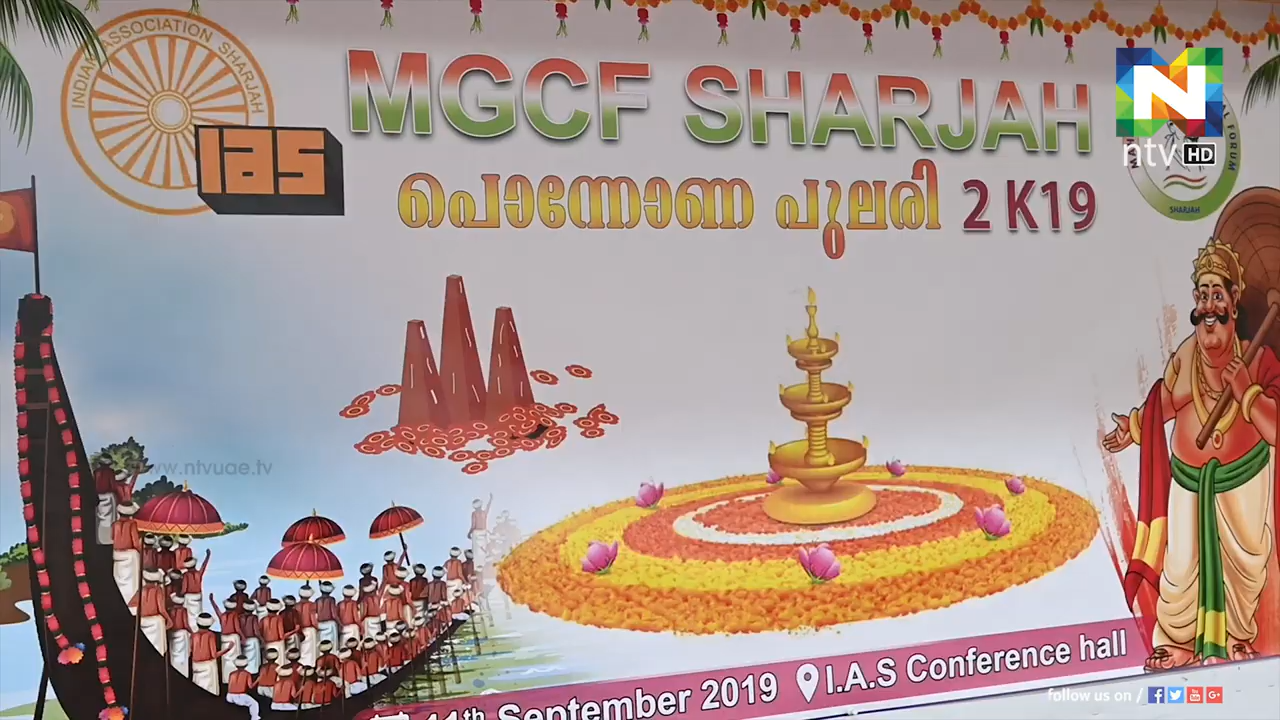 INDIAN ASSOCIATION SHARJAH
ias
MGCF SHARJAH
പൊന്നോണ പുലരി 2K19
N
ntv HD
FORUM
SHARJAH
www.ntvuae.tv
11th September 2019 I.A.S Conference hall
follow us on /